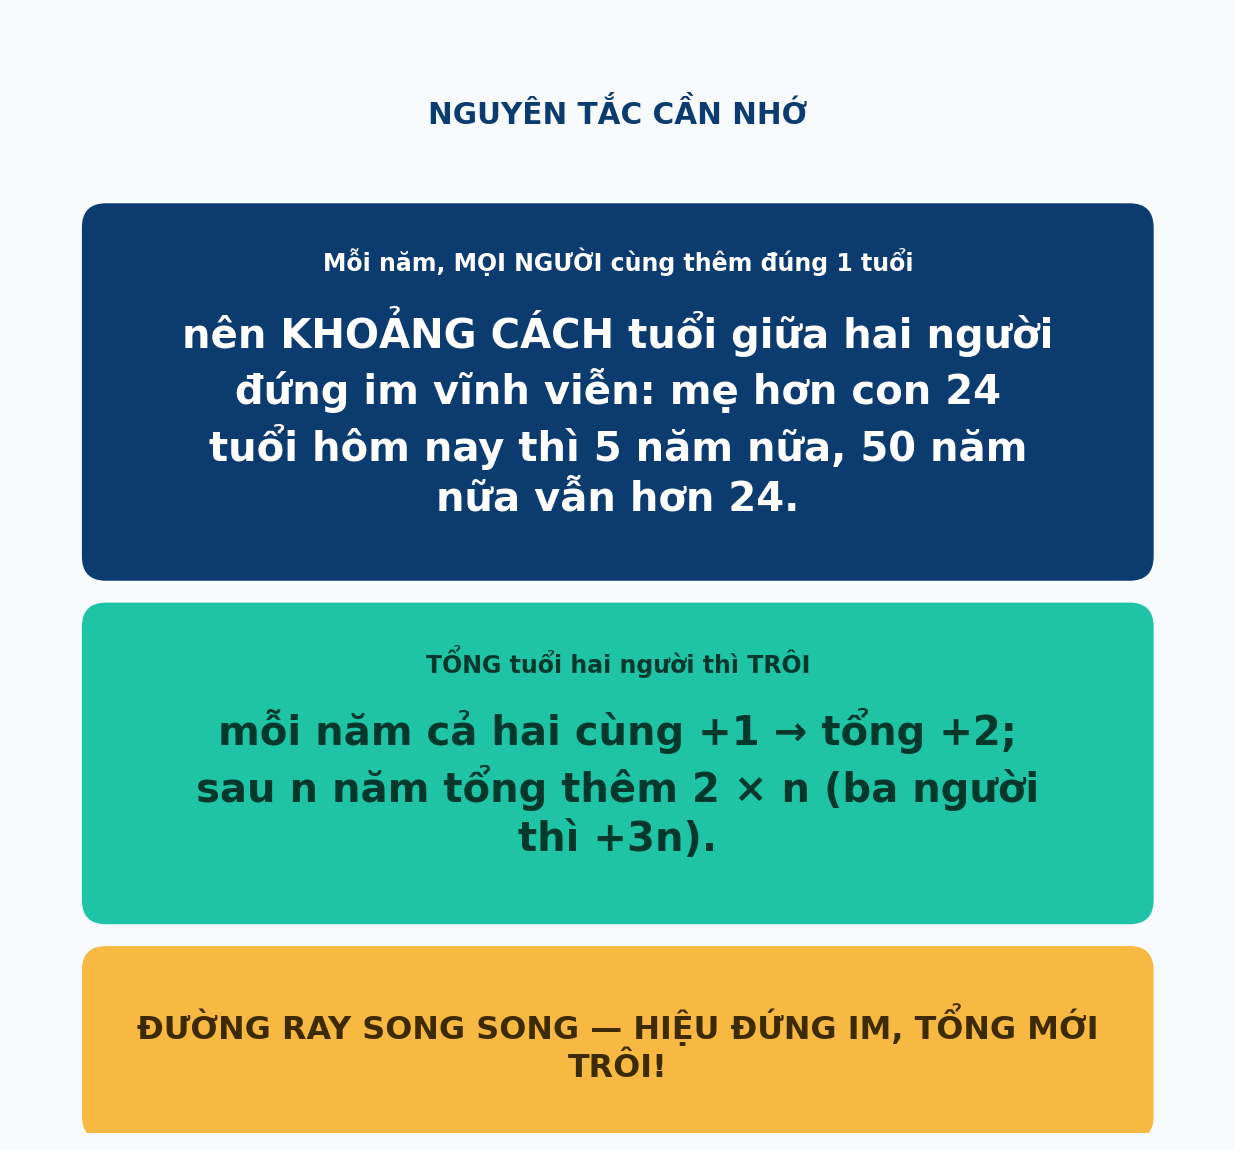 NGUYÊN TẮC CẦN NHỚ
Mỗi năm, MỌI NGƯỜI cùng thêm đúng 1 tuổi
nên KHOẢNG CÁCH tuổi giữa hai người
đứng im vĩnh viễn: mẹ hơn con 24
tuổi hôm nay thì 5 năm nữa, 50 năm
nữa vẫn hơn 24.
TỔNG tuổi hai người thì TRÔI
mỗi năm cả hai cùng +1 → tổng +2;
sau n năm tổng thêm 2 × n (ba người
thì +3n).
ĐƯỜNG RAY SONG SONG — HIỆU ĐỨNG IM, TỔNG MỚI
TRÔI!